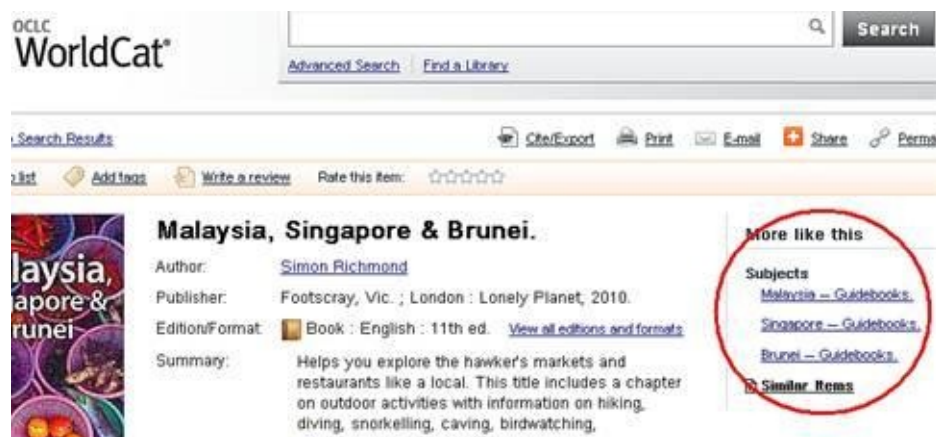 OCLC
WorldCat®
Search
Advanced Search Find a Library
Search Results
Cite/Export Print E-mail Share Perma
list Add tags Write a review Rate this item:
laysia,
apore &
runei
Malaysia, Singapore & Brunei.
Author: Simon Richmond
Publisher: Footscray, Vic. ; London : Lonely Planet, 2010.
Edition/Format: Book : English : 11th ed. View all editions and formats
Summary: Helps you explore the hawker's markets and
restaurants like a local. This title includes a chapter
on outdoor activities with information on hiking,
diving, snorkelling, caving, birdwatching,
More like this
Subjects
Malaysia -- Guidebooks.
Singapore -- Guidebooks.
Brunei -- Guidebooks.
Similar Items